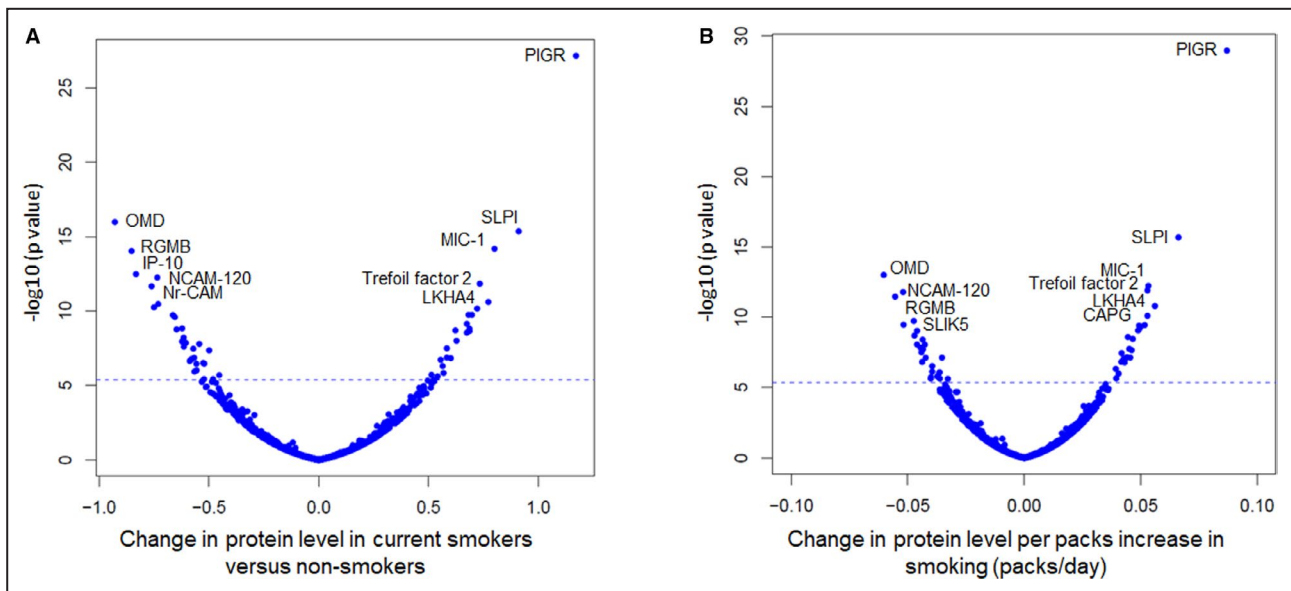 A
-log10 (p value)
25
20
15
10
5
0
PIGR
OMD
RGMB
IP-10
NCAM-120
Nr-CAM
SLPI
MIC-1
Trefoil factor 2
LKHA4
−1.0 −0.5 0.0 0.5 1.0
Change in protein level in current smokers
versus non-smokers
B
-log10 (p value)
30
25
20
15
10
5
0
PIGR
SLPI
OMD
NCAM-120
RGMB
SLIK5
MIC-1
Trefoil factor 2
LKHA4
CAPG
−0.10 −0.05 0.00 0.05 0.10
Change in protein level per packs increase in
smoking (packs/day)